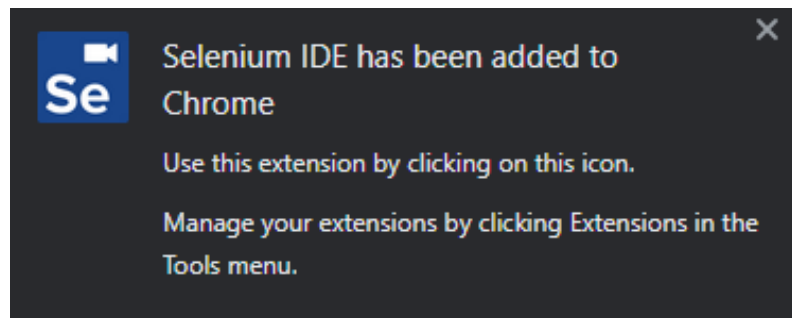 Se
Selenium IDE has been added to
Chrome
Use this extension by clicking on this icon.
Manage your extensions by clicking Extensions in the
Tools menu.